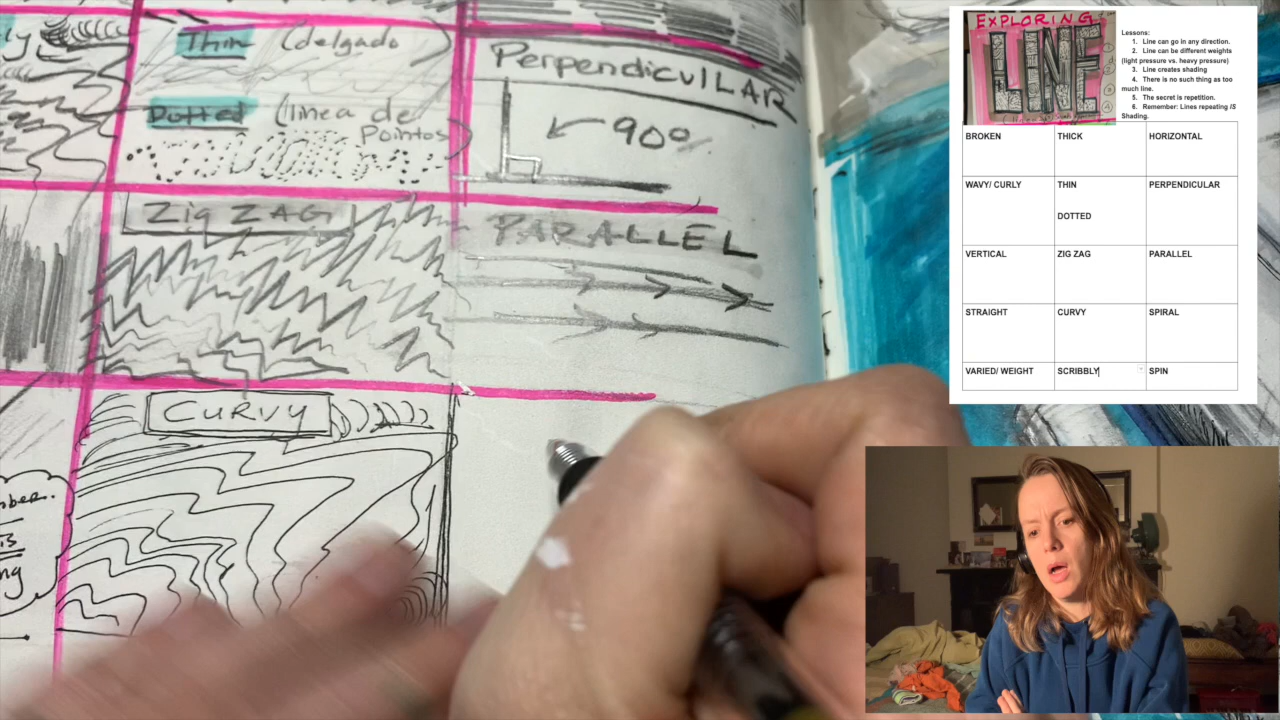 Thin (delgado
Dotted (linea de
Pointos
PerpendicuLAR
90º
ZigZAG
PARALLEL
CURVY
is
EXPLORING
LINE
Lessons:
1. Line can go in any direction.
2. Line can be different weights
(light pressure vs. heavy pressure)
3. Line creates shading
4. There is no such thing as too
much line.
5. The secret is repetition.
6. Remember: Lines repeating IS
Shading.
BROKEN THICK HORIZONTAL
WAVY/ CURLY THIN PERPENDICULAR
DOTTED
VERTICAL ZIG ZAG PARALLEL
STRAIGHT CURVY SPIRAL
VARIED/ WEIGHT SCRIBBLY SPIN